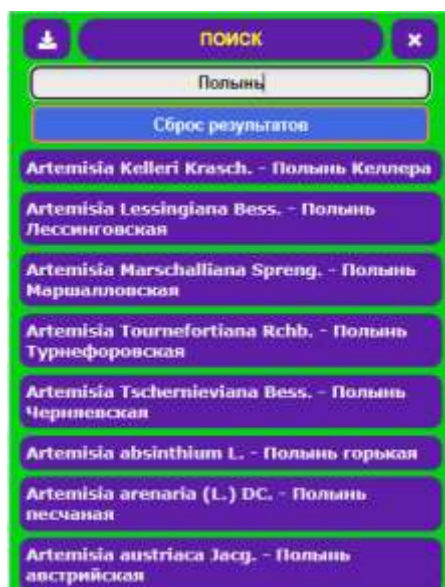 ПОИСК
Полынь
Сброс результатов
Artemisia Kelleri Krasch. - Полынь Келлера
Artemisia Lessingiana Bess. - Полынь
Лессинговская
Artemisia Marschalliana Spreng. - Полынь
Маршалловская
Artemisia Tournefortiana Rchb. - Полынь
Турнефоровская
Artemisia Tschernieviana Bess. - Полынь
Черняевская
Artemisia absinthium L. - Полынь горькая
Artemisia arenaria (L.) DC. - Полынь
песчаная
Artemisia austriaca Jacq. - Полынь
австрийская